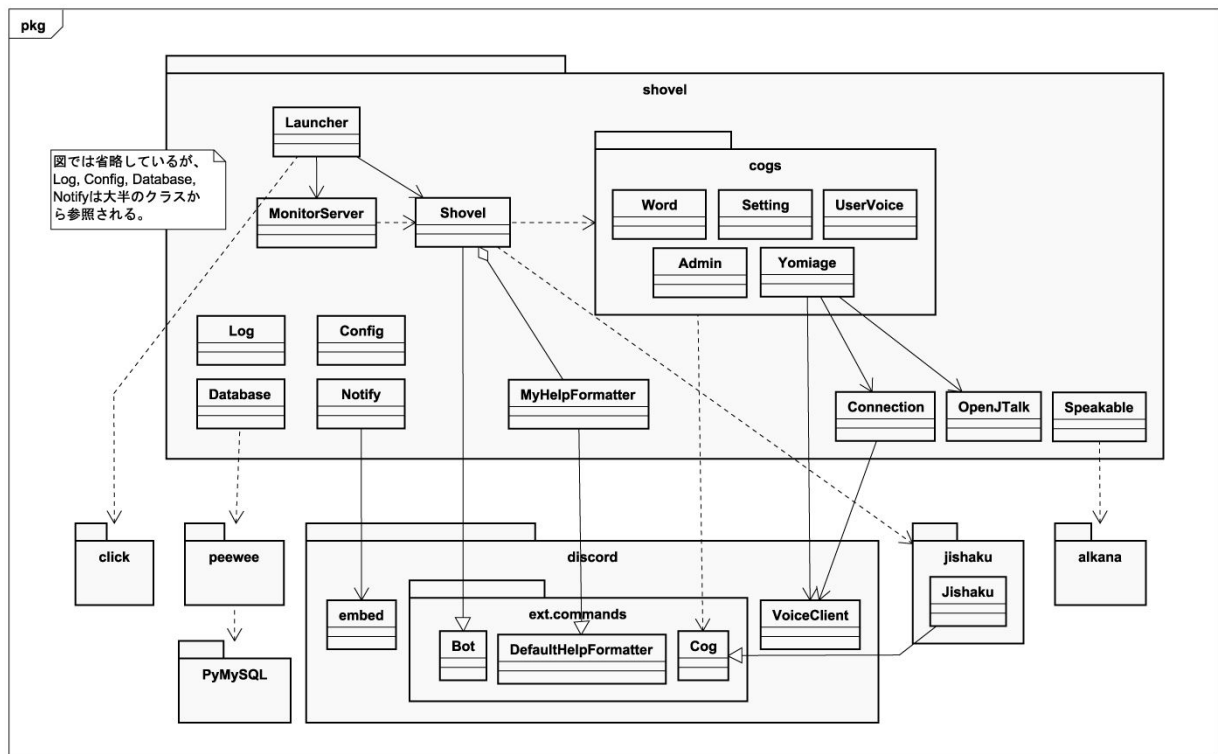 pkg
shovel
Launcher
図では省略しているが、
Log, Config, Database,
Notifyは大半のクラスか
ら参照される。
cogs
MonitorServer
Shovel
Word
Setting
UserVoice
Admin
Yomiage
Log
Config
Database
Notify
MyHelpFormatter
Connection
OpenJTalk
Speakable
click
peewee
discord
jishaku
alkana
Jishaku
embed
ext.commands
VoiceClient
Bot
DefaultHelpFormatter
Cog
PyMySQL